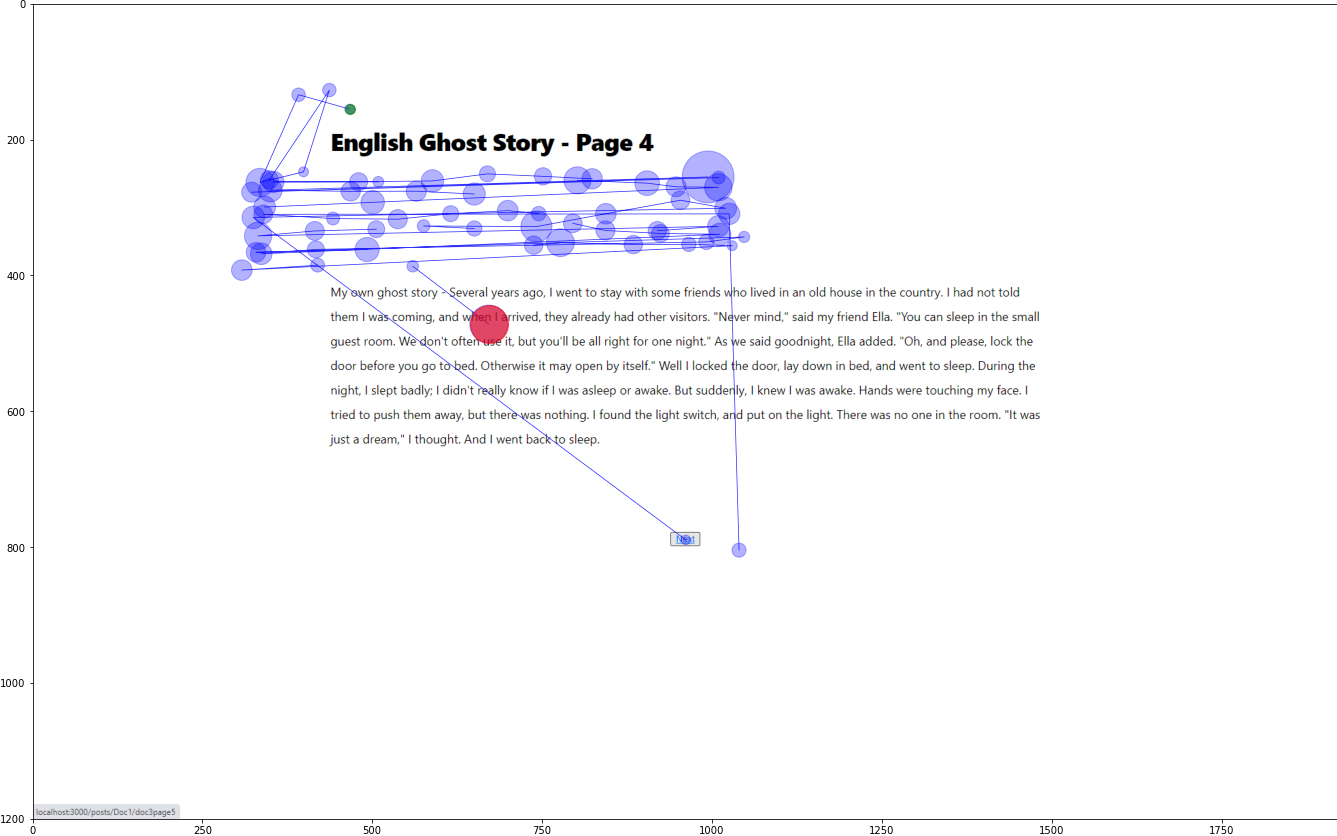 0
200
English Ghost Story - Page 4
400
My own ghost story - Several years ago, I went to stay with some friends who lived in an old house in the country. I had not told
them I was coming, and when I arrived, they already had other visitors. "Never mind," said my friend Ella. "You can sleep in the small
guest room. We don't often use it, but you'll be all right for one night." As we said goodnight, Ella added. "Oh, and please, lock the
door before you go to bed. Otherwise it may open by itself." Well I locked the door, lay down in bed, and went to sleep. During the
night, I slept badly; I didn't really know if I was asleep or awake. But suddenly, I knew I was awake. Hands were touching my face. I
600
tried to push them away, but there was nothing. I found the light switch, and put on the light. There was no one in the room. "It was
just a dream," I thought. And I went back to sleep.
Next
800
1000
localhost:3000/posts/Doc1/doc3page5
1200
0 250 500 750 1000 1250 1500 1750